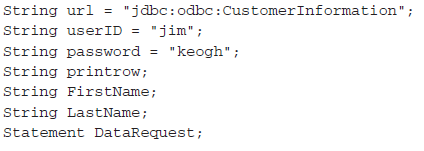 String url = "jdbc:odbc:CustomerInformation";
String userID = "jim";
String password = "keogh";
String printrow;
String FirstName;
String LastName;
Statement DataRequest;